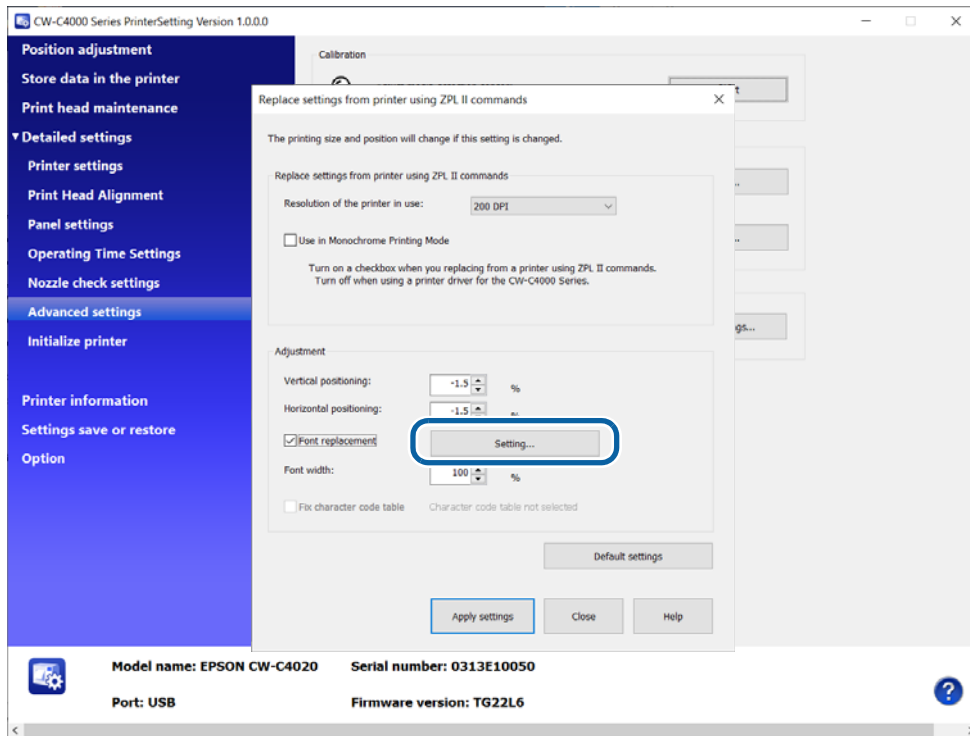 CW-C4000 Series PrinterSetting Version 1.0.0.0
Position adjustment
Store data in the printer
Print head maintenance
Detailed settings
Printer settings
Print Head Alignment
Panel settings
Operating Time Settings
Nozzle check settings
Advanced settings
Initialize printer
Printer information
Settings save or restore
Option
Calibration
Replace settings from printer using ZPL II commands
The printing size and position will change if this setting is changed.
Replace settings from printer using ZPL II commands
Resolution of the printer in use: 200 DPI
Use in Monochrome Printing Mode
Turn on a checkbox when you replacing from a printer using ZPL II commands.
Turn off when using a printer driver for the CW-C4000 Series.
Adjustment
Vertical positioning: -1.5 %
Horizontal positioning: -1.5
Font replacement Setting...
Font width: 100 %
Fix character code table Character code table not selected
Default settings
Apply settings Close Help
Model name: EPSON CW-C4020 Serial number: 0313E10050
Port: USB Firmware version: TG22L6